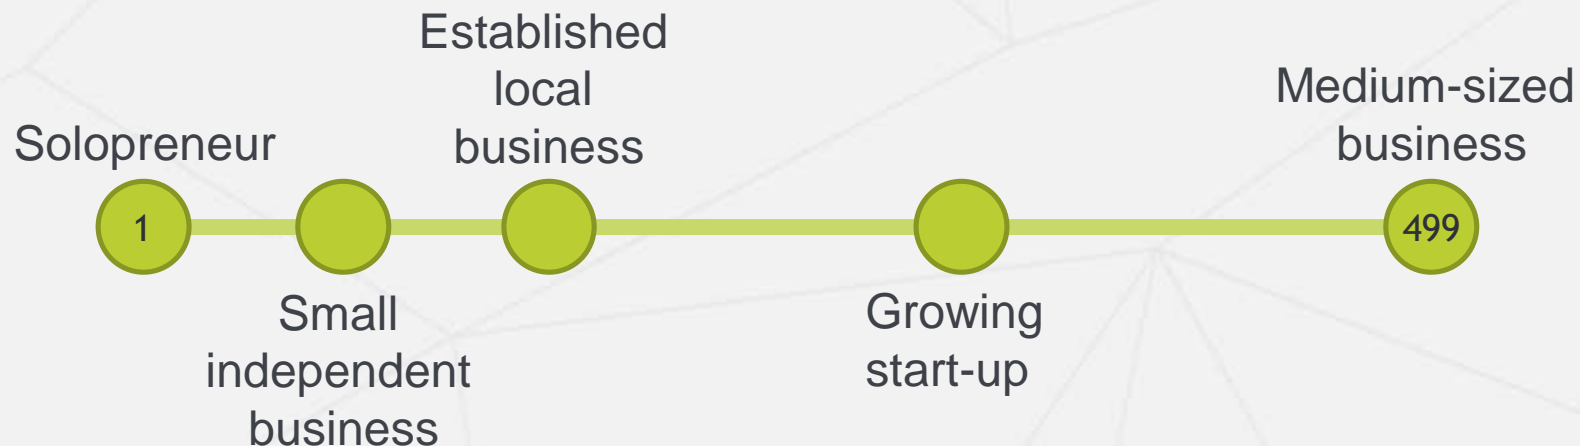 Solopreneur
1
Small
independent
business
Established
local
business
Growing
start-up
Medium-sized
business
499